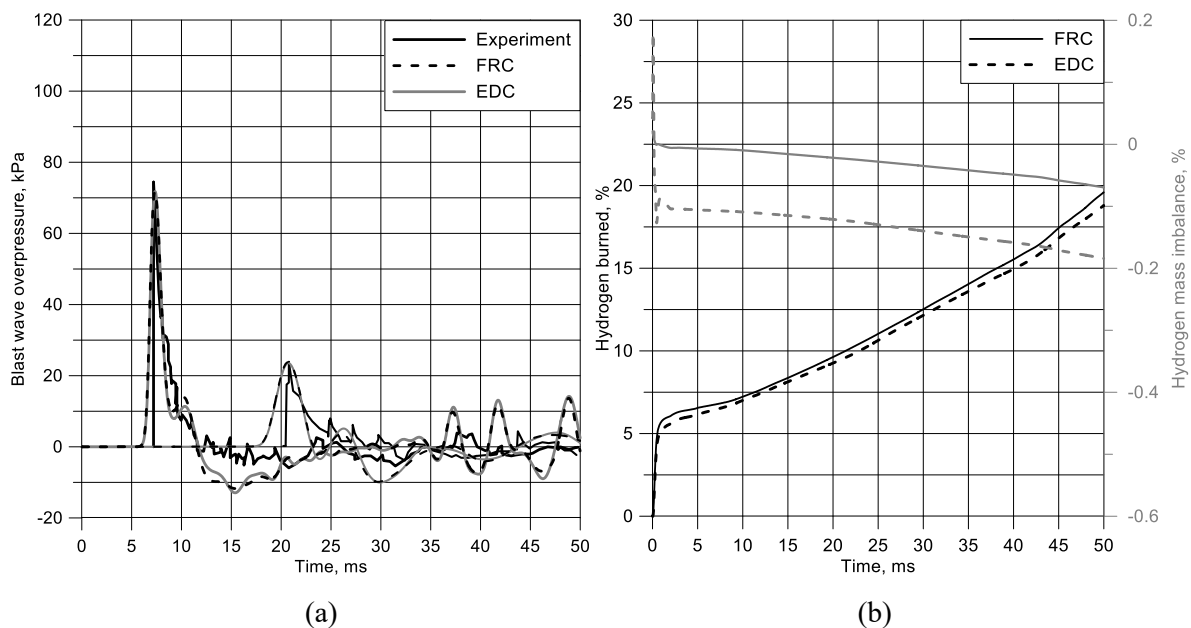 120
100
80
60
40
20
0
-20
Blast wave overpressure, kPa
Experiment
FRC
EDC
0 5 10 15 20 25 30 35 40 45 50
Time, ms
(a)
30
25
20
15
10
5
0
Hydrogen burned, %
FRC
EDC
0.2
0
-0.2
-0.4
-0.6
Hydrogen mass imbalance, %
0 5 10 15 20 25 30 35 40 45 50
Time, ms
(b)